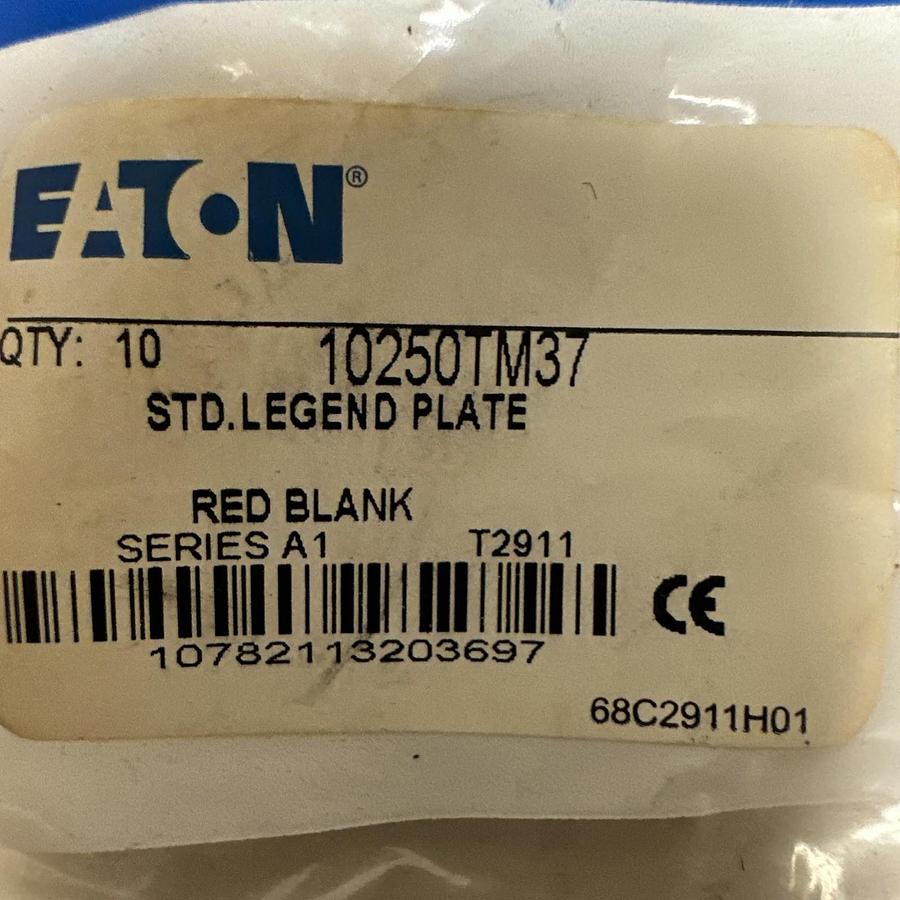 EATON®
QTY: 10 10250TM37
STD.LEGEND PLATE
RED BLANK
SERIES A1 T2911
CE
10782113203697
68C2911H01